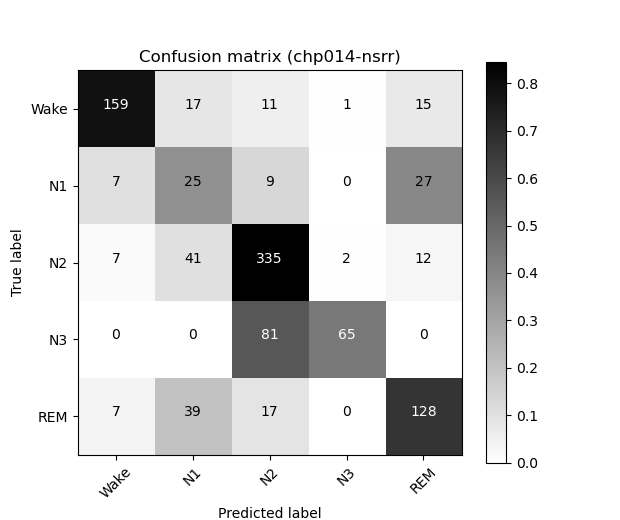 Confusion matrix (chp014-nsrr)
True label
Wake 159 17 11 1 15
N1 7 25 9 0 27
N2 7 41 335 2 12
N3 0 0 81 65 0
REM 7 39 17 0 128
Wake N1 N2 N3 REM
Predicted label
0.8
0.7
0.6
0.5
0.4
0.3
0.2
0.1
0.0